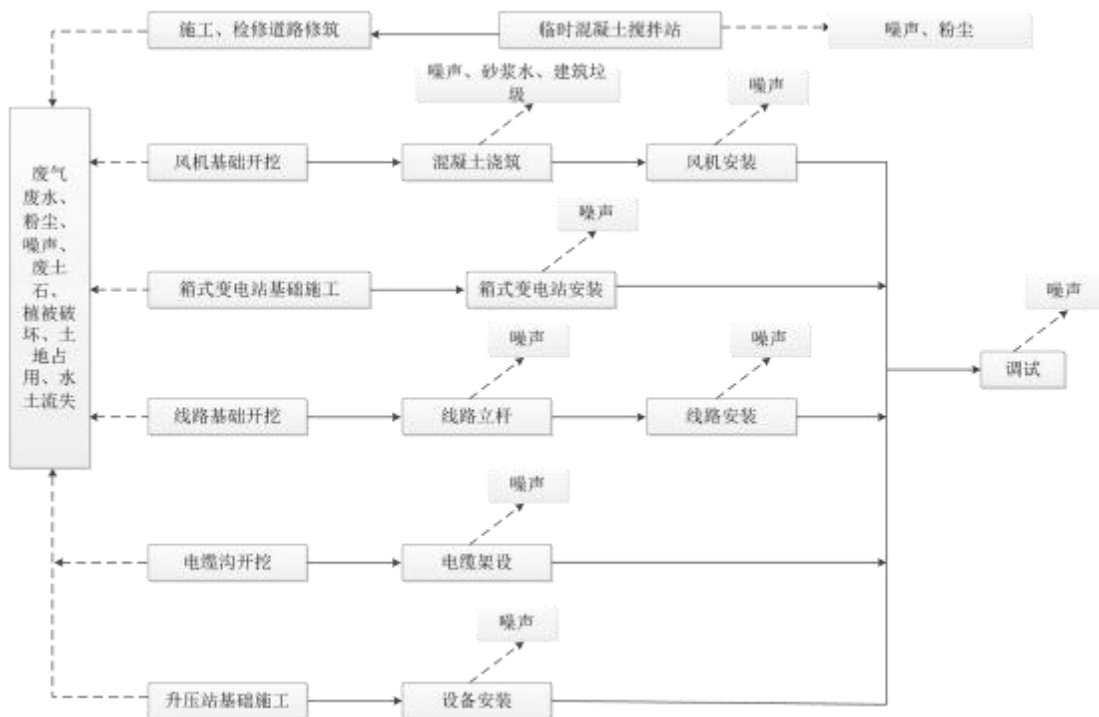 施工、检修道路修筑
临时混凝土搅拌站
噪声、粉尘
噪声、砂浆水、建筑垃
圾
噪声
废气
废水、
粉尘、
噪声、
废土
石、
植被破
坏、土
地占
用、水
土流失
风机基础开挖
混凝土浇筑
风机安装
噪声
箱式变电站基础施工
箱式变电站安装
噪声
噪声
噪声
调试
线路基础开挖
线路立杆
线路安装
噪声
电缆沟开挖
电缆架设
噪声
升压站基础施工
设备安装